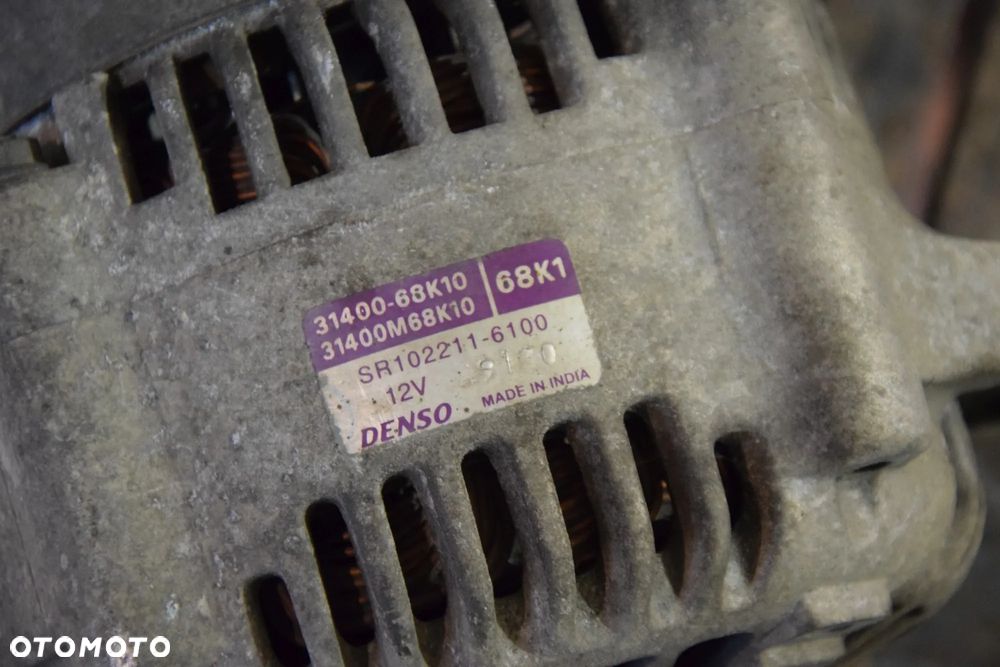 31400-68K10
31400M68K10
68K1
SR102211-6100
12V
DENSO
MADE IN INDIA
OTOMOTO